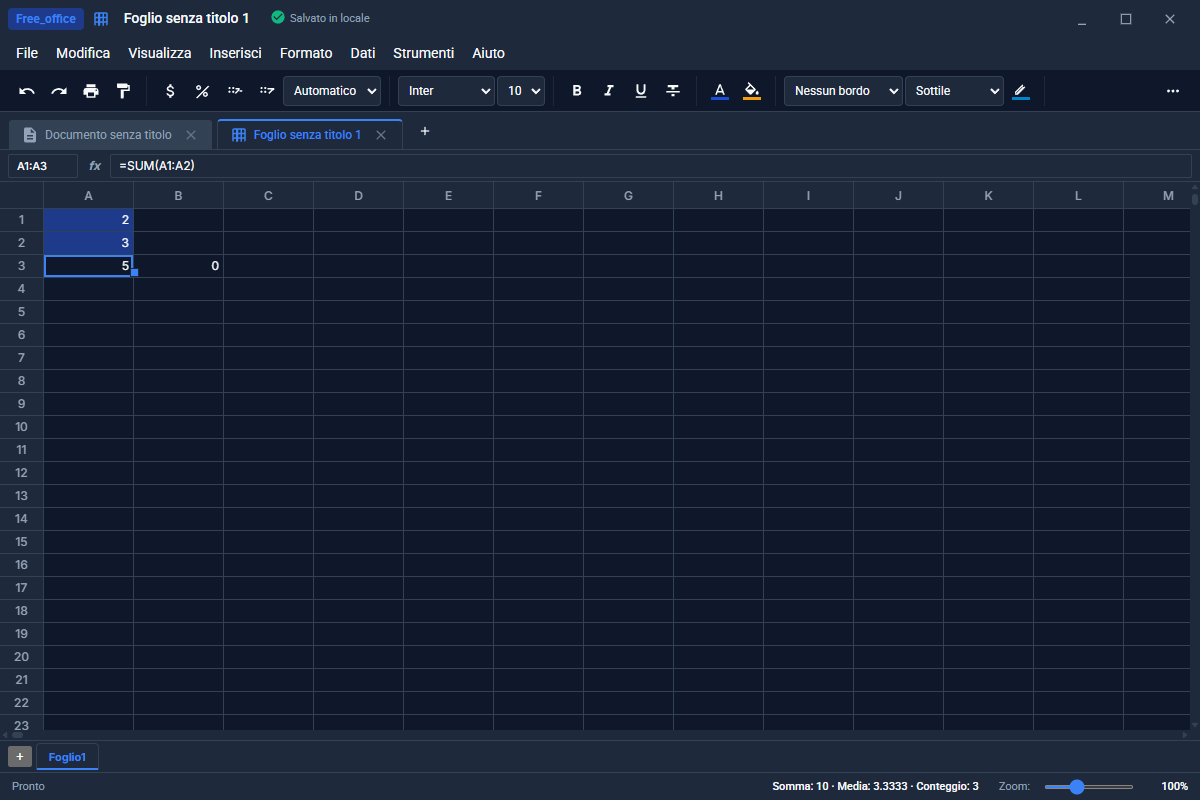 Free_office Foglio senza titolo 1 Salvato in locale
File Modifica Visualizza Inserisci Formato Dati Strumenti Aiuto
$ % Automatico Inter 10 B I U A Nessun bordo Sottile
Documento senza titolo Foglio senza titolo 1 +
A1:A3 fx =SUM(A1:A2)
A B C D E F G H I J K L M
1 2
2 3
3 5 0
4
5
6
7
8
9
10
11
12
13
14
15
16
17
18
19
20
21
22
23
+ Foglio1
Pronto Somma: 10 · Media: 3.3333 · Conteggio: 3 Zoom: 100%